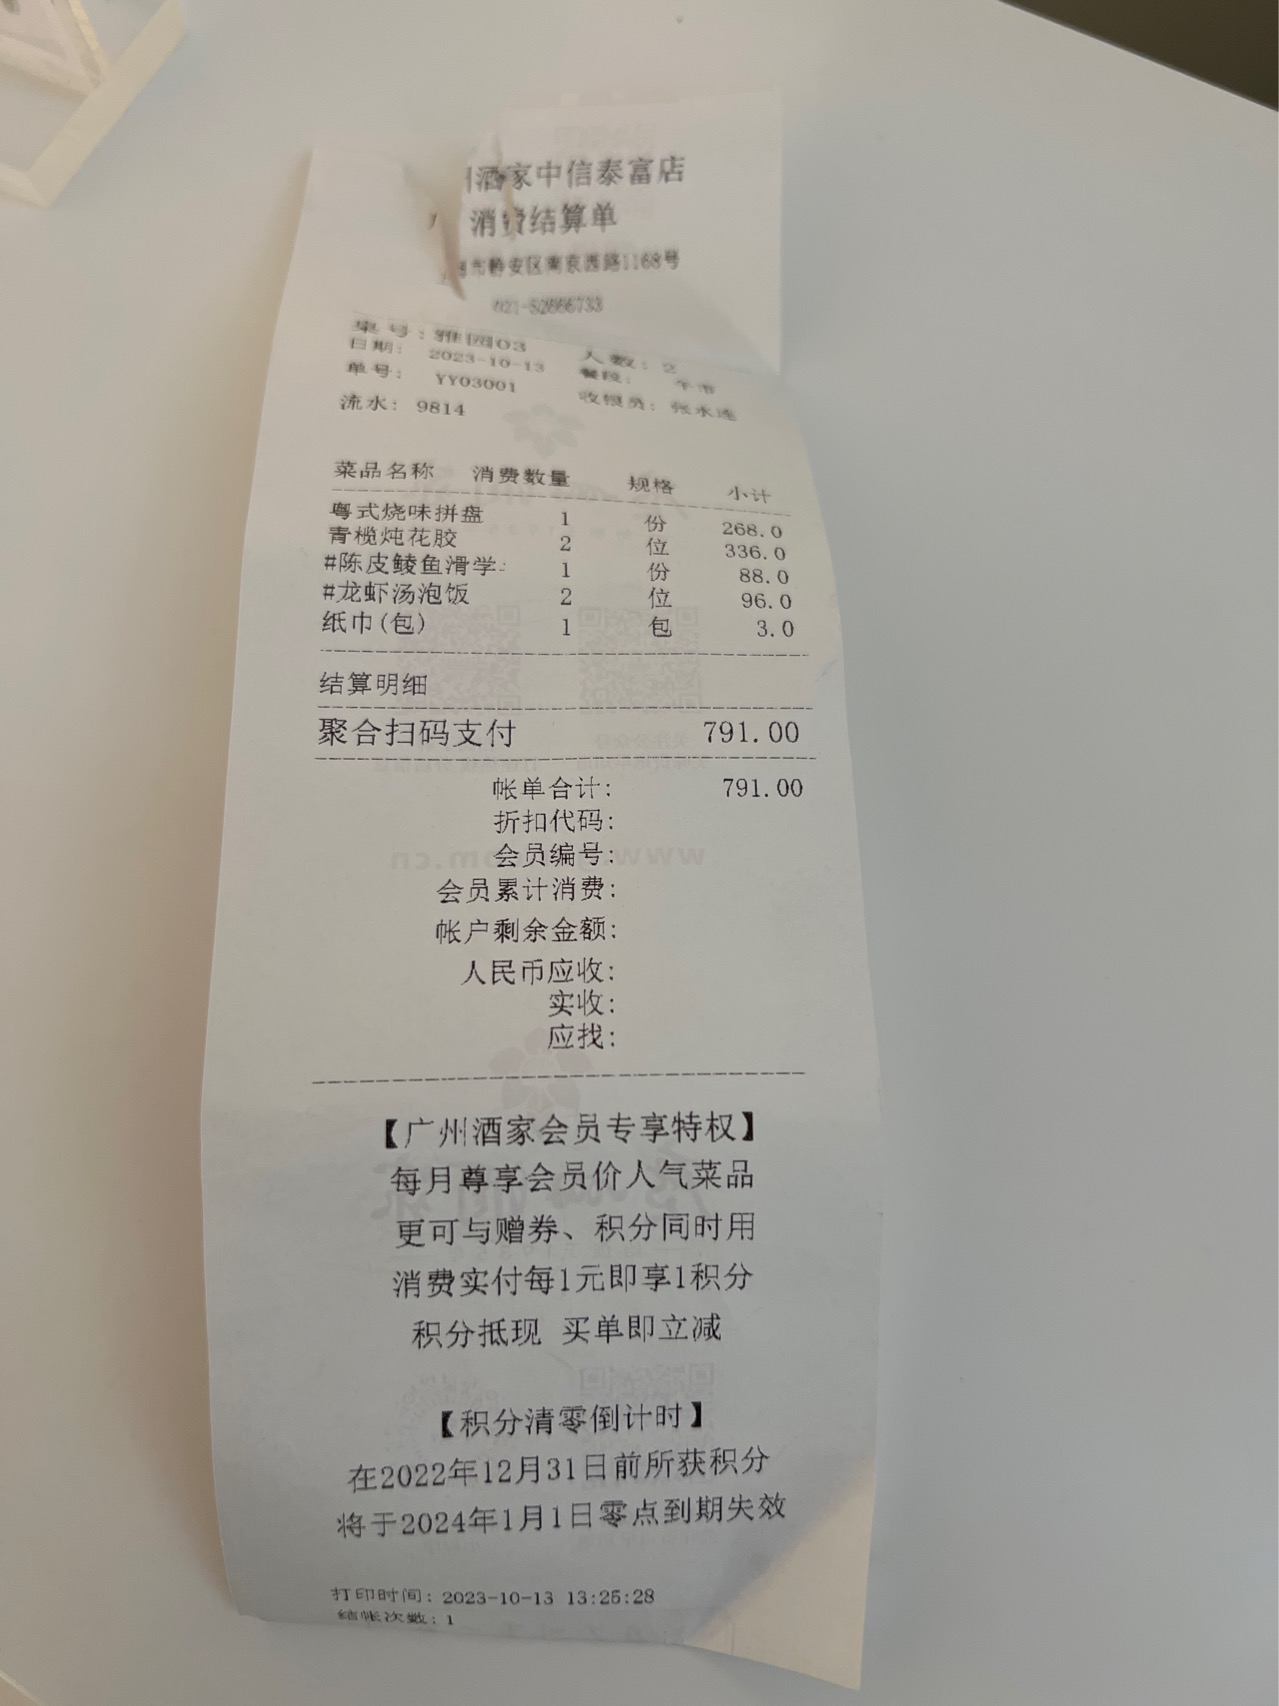 酒家中信泰富店
消费结算单
市静安区南京西路1168号
021-52666733
桌号:雅园03 人数: 2
日期: 2023-10-13 餐段: 午市
单号: YY03001 收银员: 张水连
流水: 9814
菜品名称 消费数量 规格 小计
粤式烧味拼盘 1 份 268.0
青榄炖花胶 2 位 336.0
#陈皮鲮鱼滑学 1 份 88.0
#龙虾汤泡饭 2 位 96.0
纸巾(包) 1 包 3.0
结算明细
聚合扫码支付 791.00
帐单合计: 791.00
折扣代码:
会员编号:
会员累计消费:
帐户剩余金额:
人民币应收:
实收:
应找:
【广州酒家会员专享特权】
每月尊享会员价人气菜品
更可与赠券、积分同时用
消费实付每1元即享1积分
积分抵现 买单即立减
【积分清零倒计时】
在2022年12月31日前所获积分
将于2024年1月1日零点到期失效
打印时间: 2023-10-13 13:25:28
结帐次数: 1